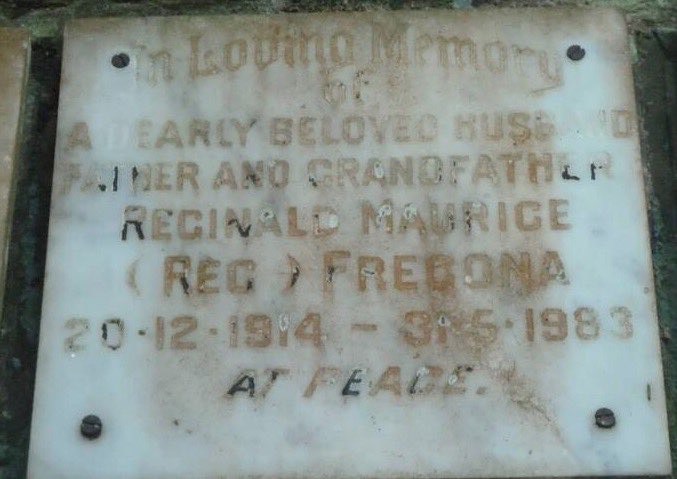 In Loving Memory
of
A DEARLY BELOVED HUSBAND
FATHER AND GRANDFATHER
REGINALD MAURICE
(REG) FREGONA
20·12·1914 – 31·5·1983
AT PEACE.